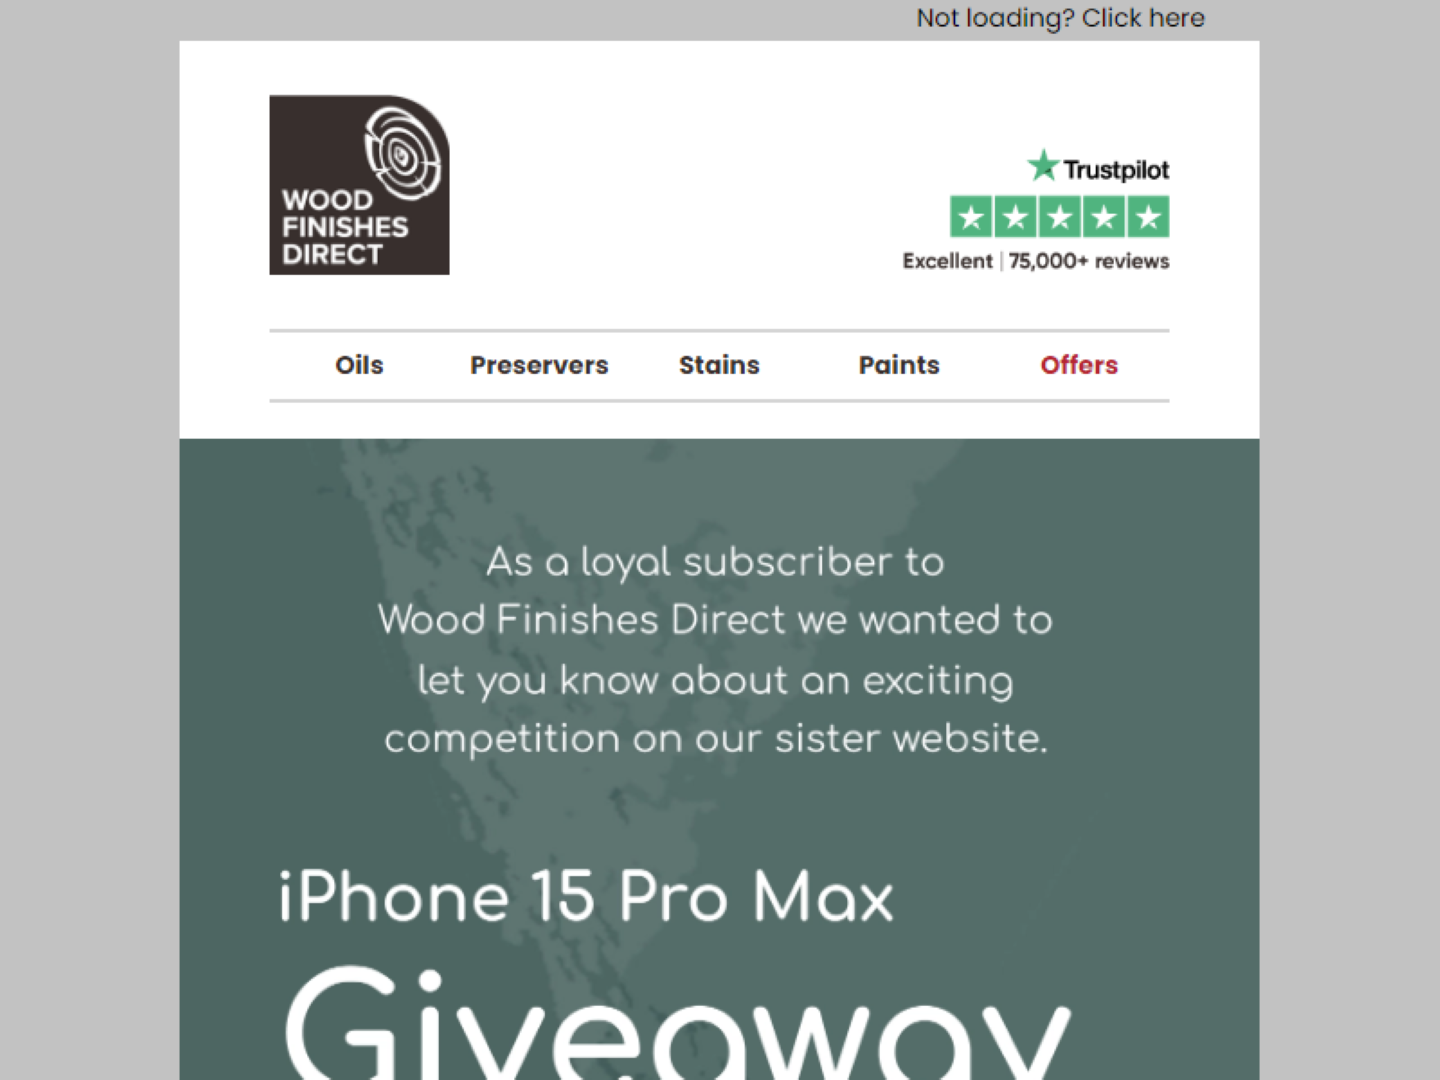 Not loading? Click here
WOOD
FINISHES
DIRECT
Trustpilot
Excellent | 75,000+ reviews
Oils Preservers Stains Paints Offers
As a loyal subscriber to
Wood Finishes Direct we wanted to
let you know about an exciting
competition on our sister website.
iPhone 15 Pro Max
Giveaway